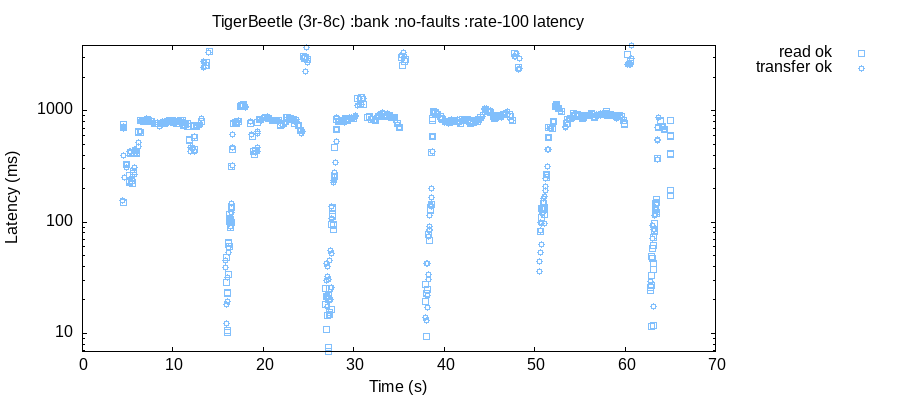 TigerBeetle (3r-8c) :bank :no-faults :rate-100 latency
read ok
transfer ok
Latency (ms)
1000
100
10
0 10 20 30 40 50 60 70
Time (s)